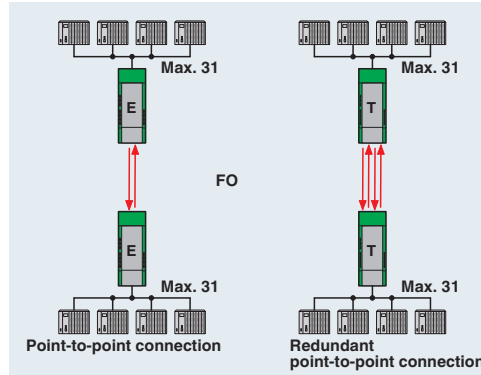 Max. 31
Max. 31
E
T
FO
E
T
Max. 31
Max. 31
Point-to-point connection
Redundant
point-to-point connection